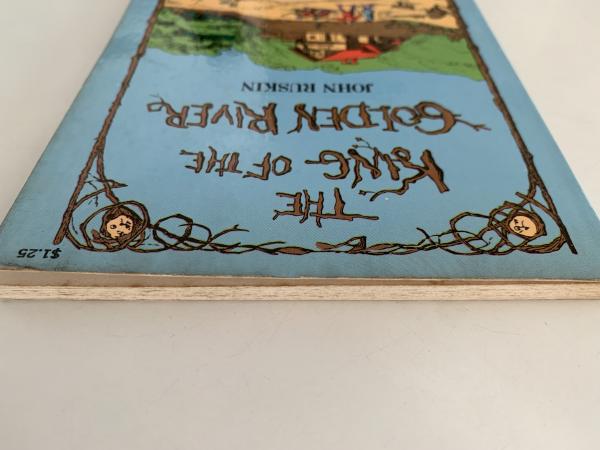 $1.25
THE
KING OF THE
GOLDEN RIVER
JOHN RUSKIN